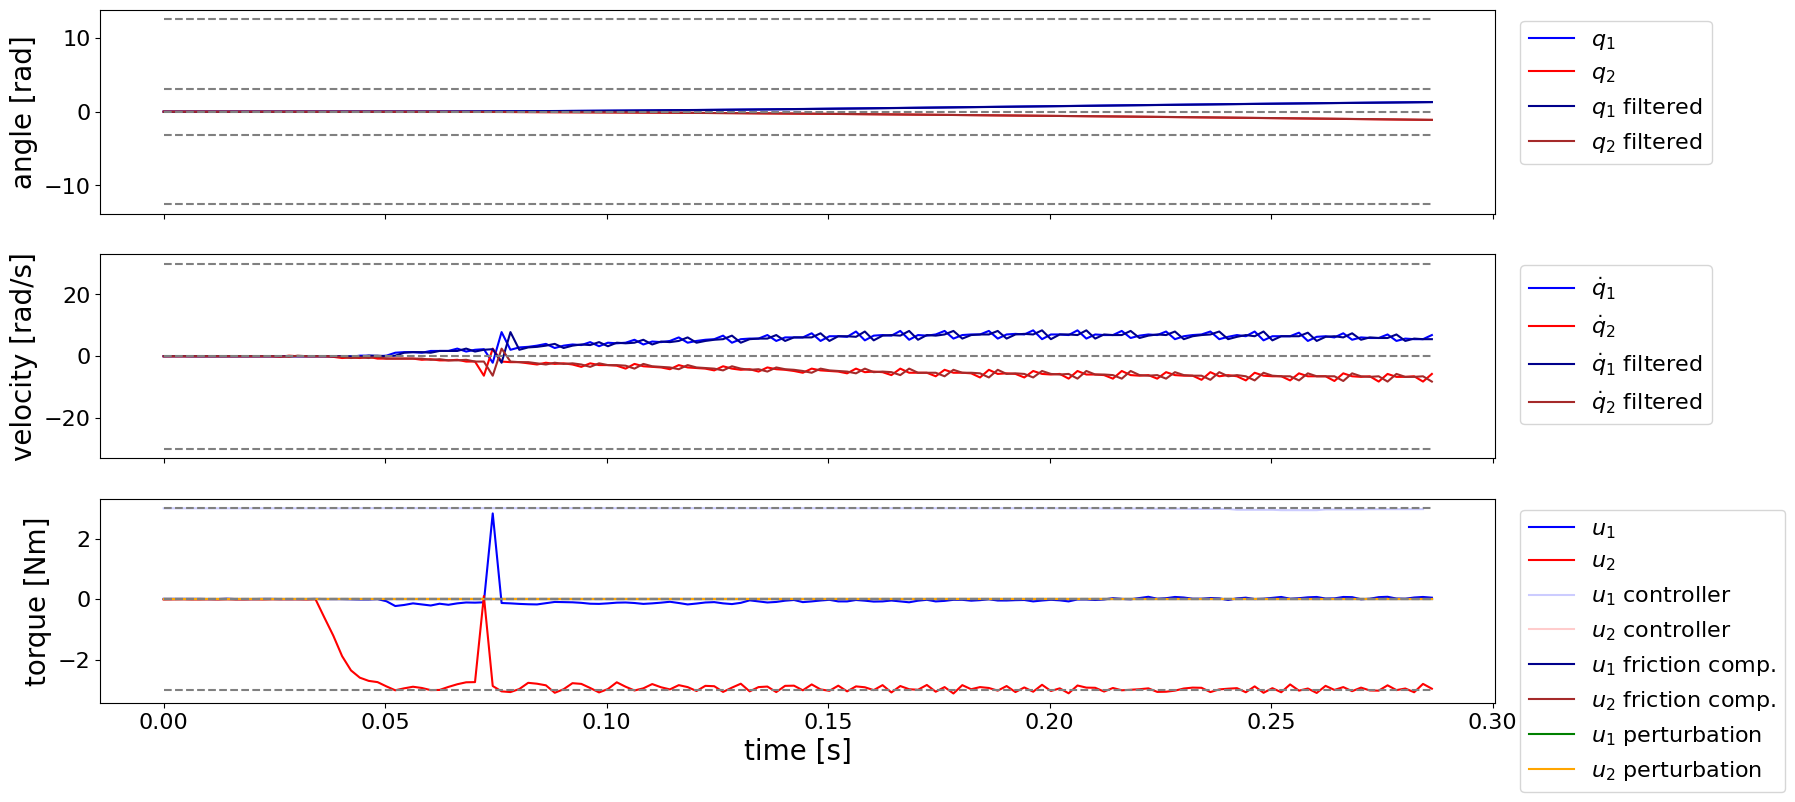 angle [rad]
10
0
−10
q₁
q₂
q₁ filtered
q₂ filtered
velocity [rad/s]
20
0
−20
q̇₁
q̇₂
q̇₁ filtered
q̇₂ filtered
torque [Nm]
2
0
−2
0.00 0.05 0.10 0.15 0.20 0.25 0.30
time [s]
u₁
u₂
u₁ controller
u₂ controller
u₁ friction comp.
u₂ friction comp.
u₁ perturbation
u₂ perturbation